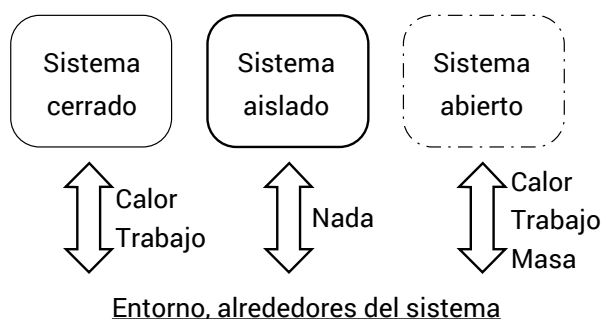 Sistema
cerrado
Sistema
aislado
Sistema
abierto
Calor
Trabajo
Nada
Calor
Trabajo
Masa
Entorno, alrededores del sistema